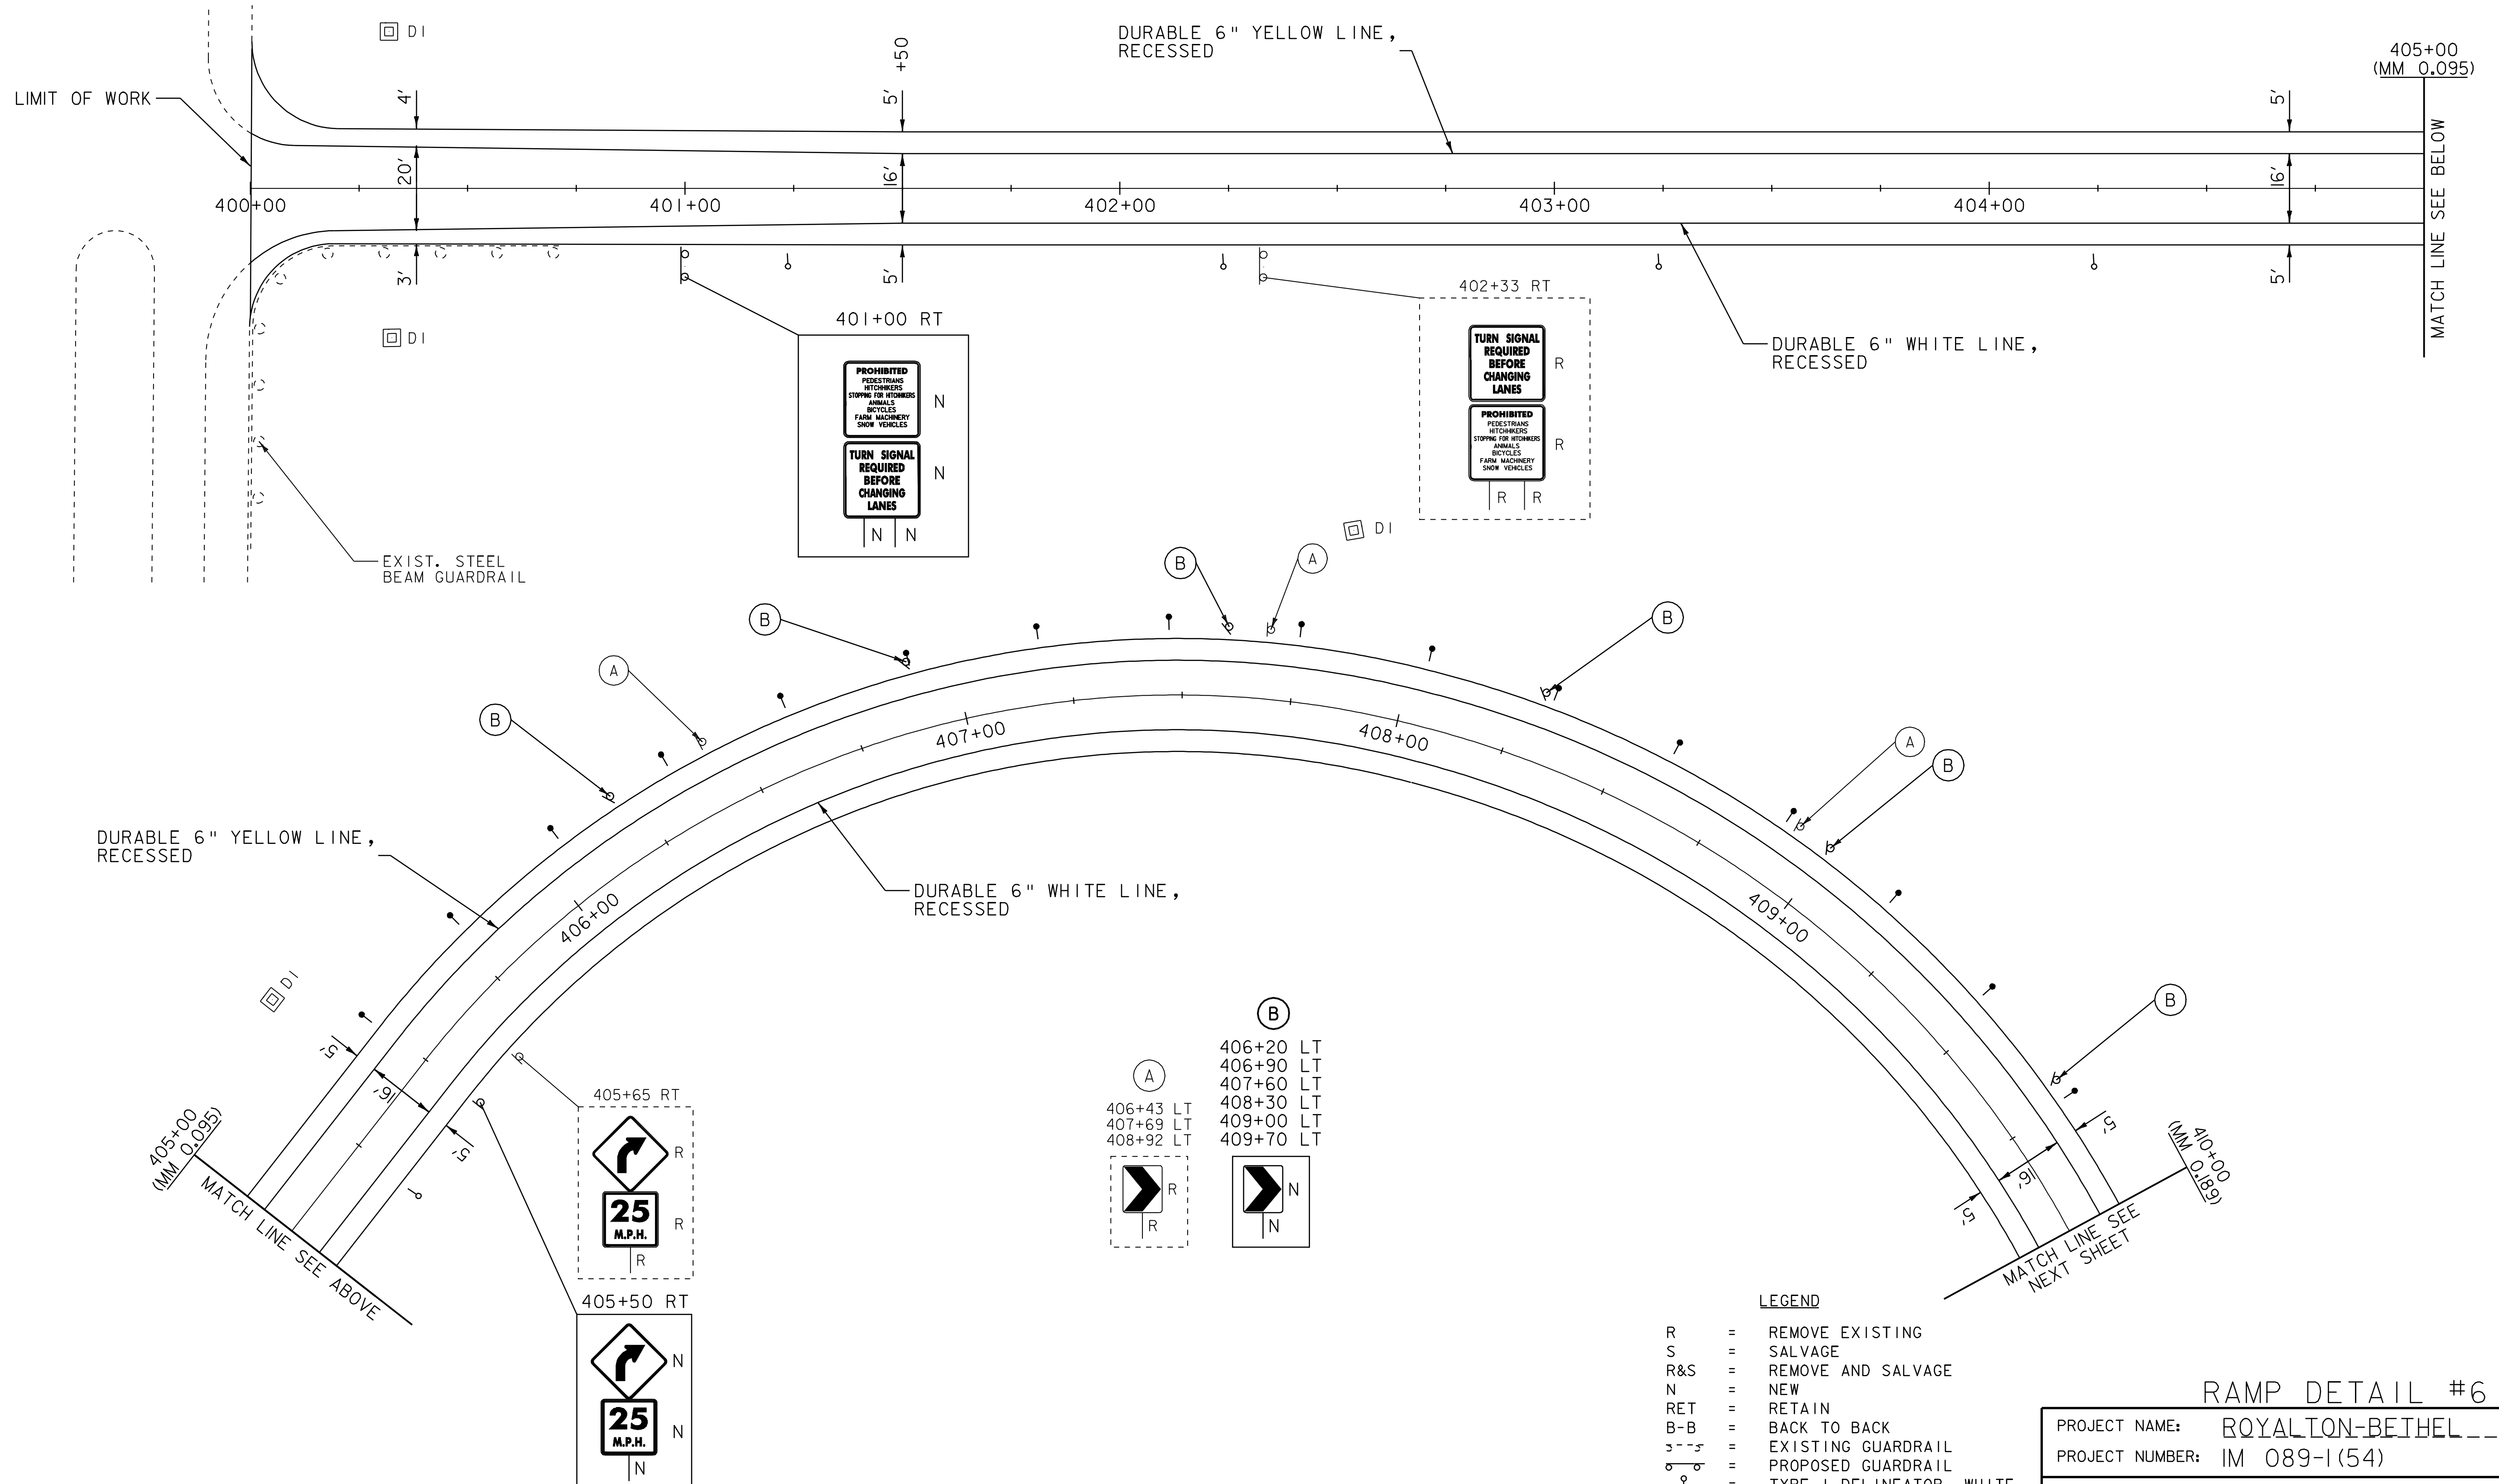 DI
+50
DURABLE 6" YELLOW LINE,
RECESSED
405+00
(MM 0.095)
LIMIT OF WORK
4'
5'
5'
20'
16'
16'
400+00
401+00
402+00
403+00
404+00
MATCH LINE SEE BELOW
3'
5'
5'
DI
401+00 RT
PROHIBITED
PEDESTRIANS
HITCHHIKERS
STOPPING FOR HITCHHIKERS
ANIMALS
BICYCLES
FARM MACHINERY
SNOW VEHICLES
N
TURN SIGNAL
REQUIRED
BEFORE
CHANGING
LANES
N
N N
402+33 RT
TURN SIGNAL
REQUIRED
BEFORE
CHANGING
LANES
R
PROHIBITED
PEDESTRIANS
HITCHHIKERS
STOPPING FOR HITCHHIKERS
ANIMALS
BICYCLES
FARM MACHINERY
SNOW VEHICLES
R
R R
DURABLE 6" WHITE LINE,
RECESSED
EXIST. STEEL
BEAM GUARDRAIL
DI
B
A
B
B
A
B
407+00
408+00
A
B
DURABLE 6" YELLOW LINE,
RECESSED
406+00
DURABLE 6" WHITE LINE,
RECESSED
409+00
DI
B
5'
16'
5'
405+00
(MM 0.095)
MATCH LINE SEE ABOVE
405+65 RT
R
25
M.P.H.
R
R
405+50 RT
N
25
M.P.H.
N
N
A
406+43 LT
407+69 LT
408+92 LT
R
R
B
406+20 LT
406+90 LT
407+60 LT
408+30 LT
409+00 LT
409+70 LT
N
N
5'
16'
5'
410+00
(MM 0.189)
MATCH LINE SEE
NEXT SHEET
LEGEND
R = REMOVE EXISTING
S = SALVAGE
R&S = REMOVE AND SALVAGE
N = NEW
RET = RETAIN
B-B = BACK TO BACK
= EXISTING GUARDRAIL
= PROPOSED GUARDRAIL
= TYPE I DELINEATOR, WHITE
RAMP DETAIL #6
PROJECT NAME: ROYALTON-BETHEL
PROJECT NUMBER: IM 089-1(54)